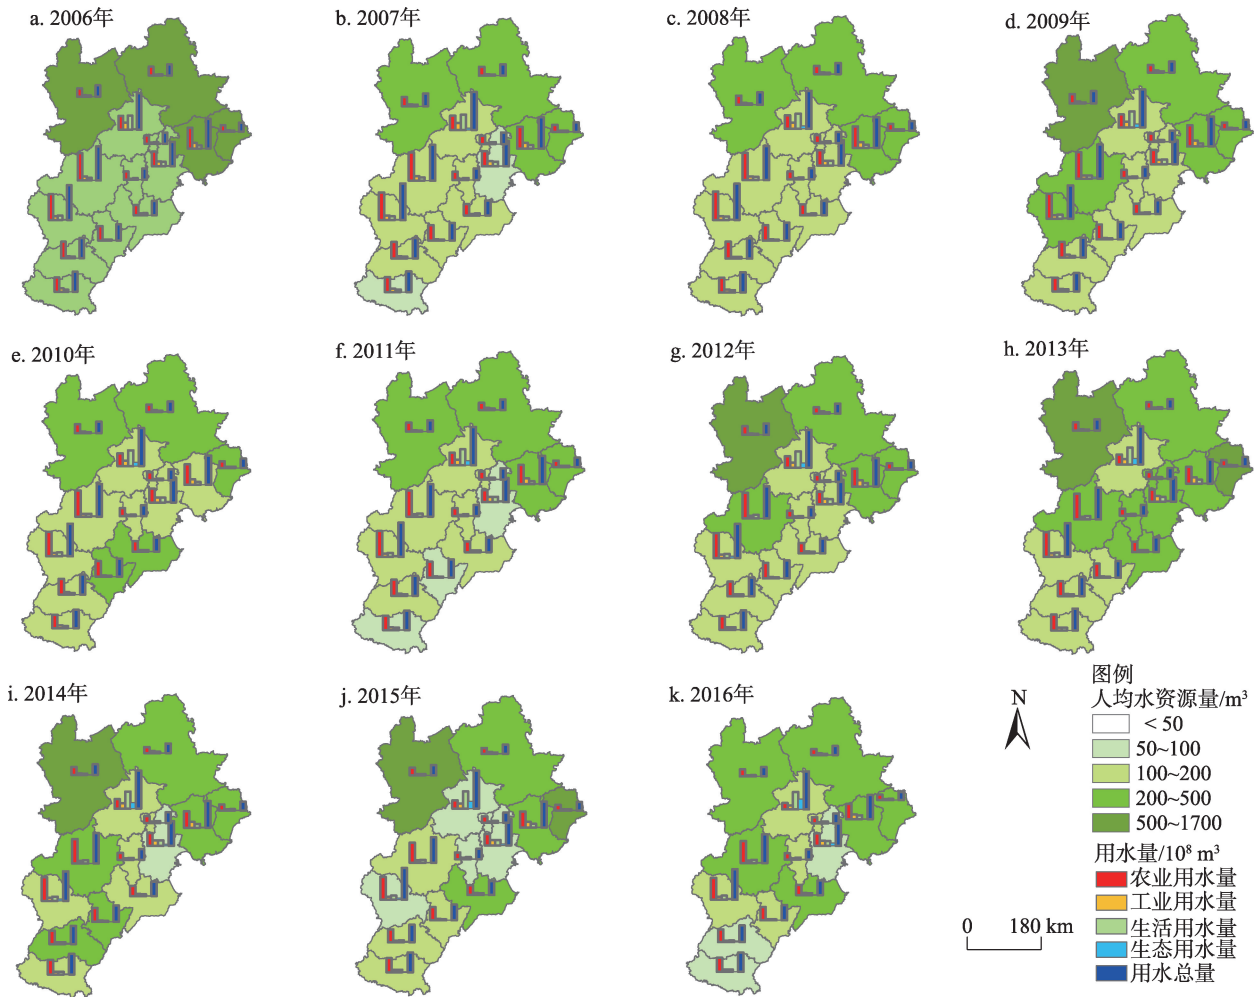 a. 2006年
b. 2007年
c. 2008年
d. 2009年
e. 2010年
f. 2011年
g. 2012年
h. 2013年
i. 2014年
j. 2015年
k. 2016年
N
0 180 km
图例
人均水资源量/m³
< 50
50~100
100~200
200~500
500~1700
用水量/10⁸ m³
农业用水量
工业用水量
生活用水量
生态用水量
用水总量